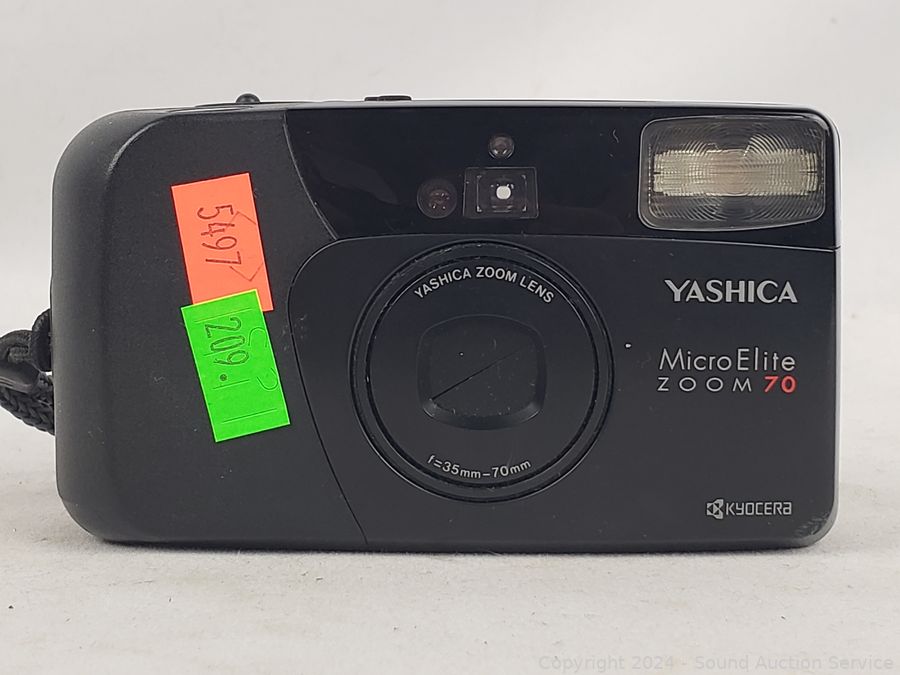 5497
209.
YASHICA ZOOM LENS
f=35mm-70mm
YASHICA
MicroElite
ZOOM 70
KYOCERA
Copyright 2024 - Sound Auction Service